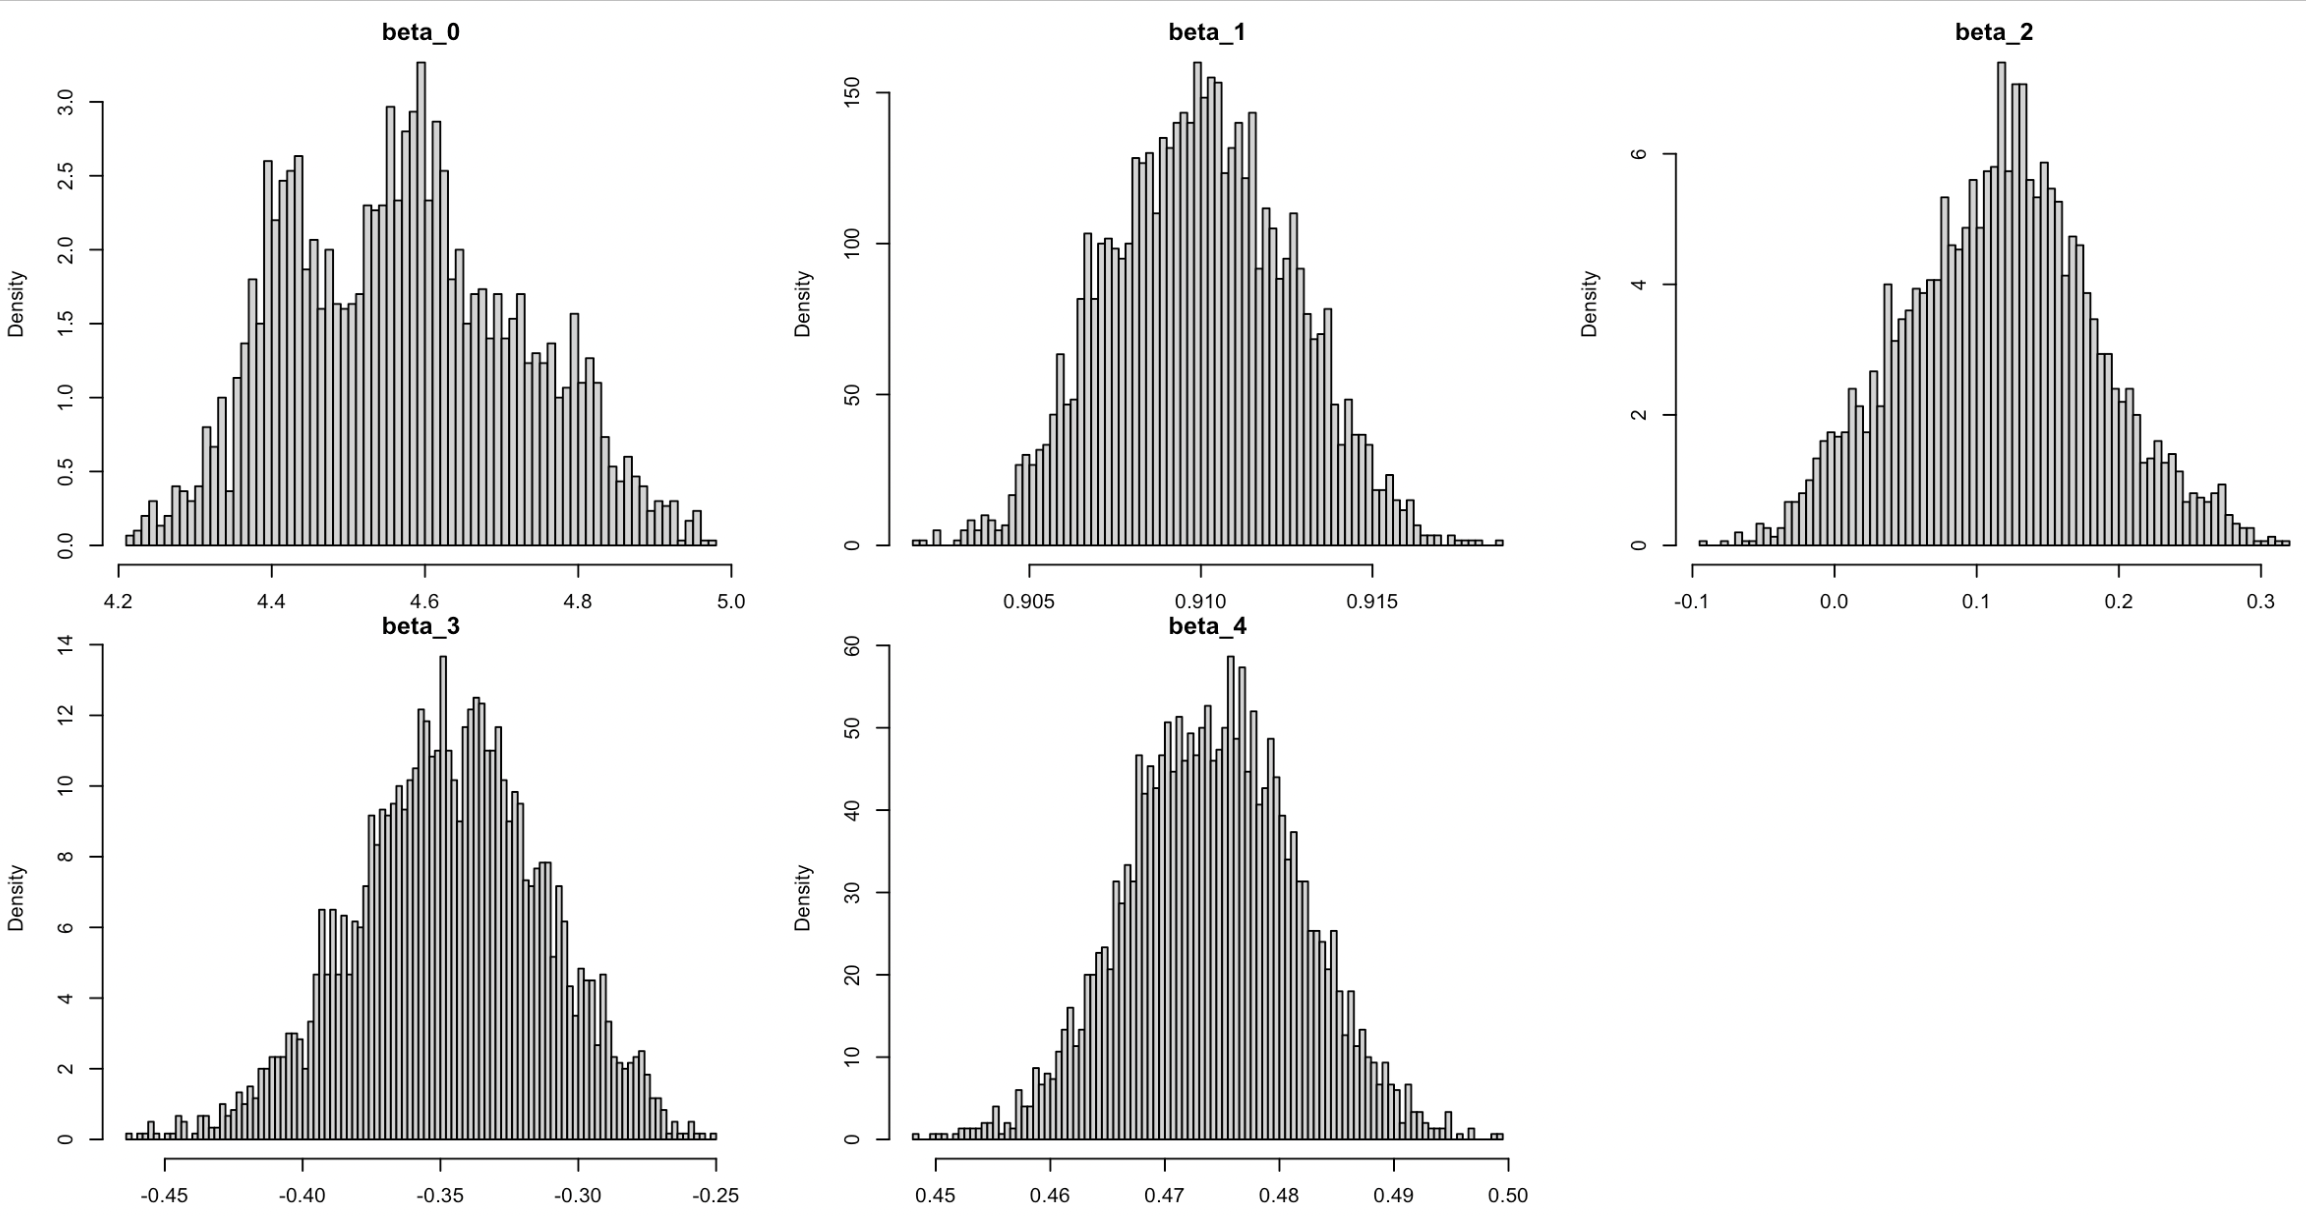 beta_0
Density
0.0 0.5 1.0 1.5 2.0 2.5 3.0
4.2 4.4 4.6 4.8 5.0
beta_1
Density
0 50 100 150
0.905 0.910 0.915
beta_2
Density
0 2 4 6
-0.1 0.0 0.1 0.2 0.3
beta_3
Density
0 2 4 6 8 10 12 14
-0.45 -0.40 -0.35 -0.30 -0.25
beta_4
Density
0 10 20 30 40 50 60
0.45 0.46 0.47 0.48 0.49 0.50